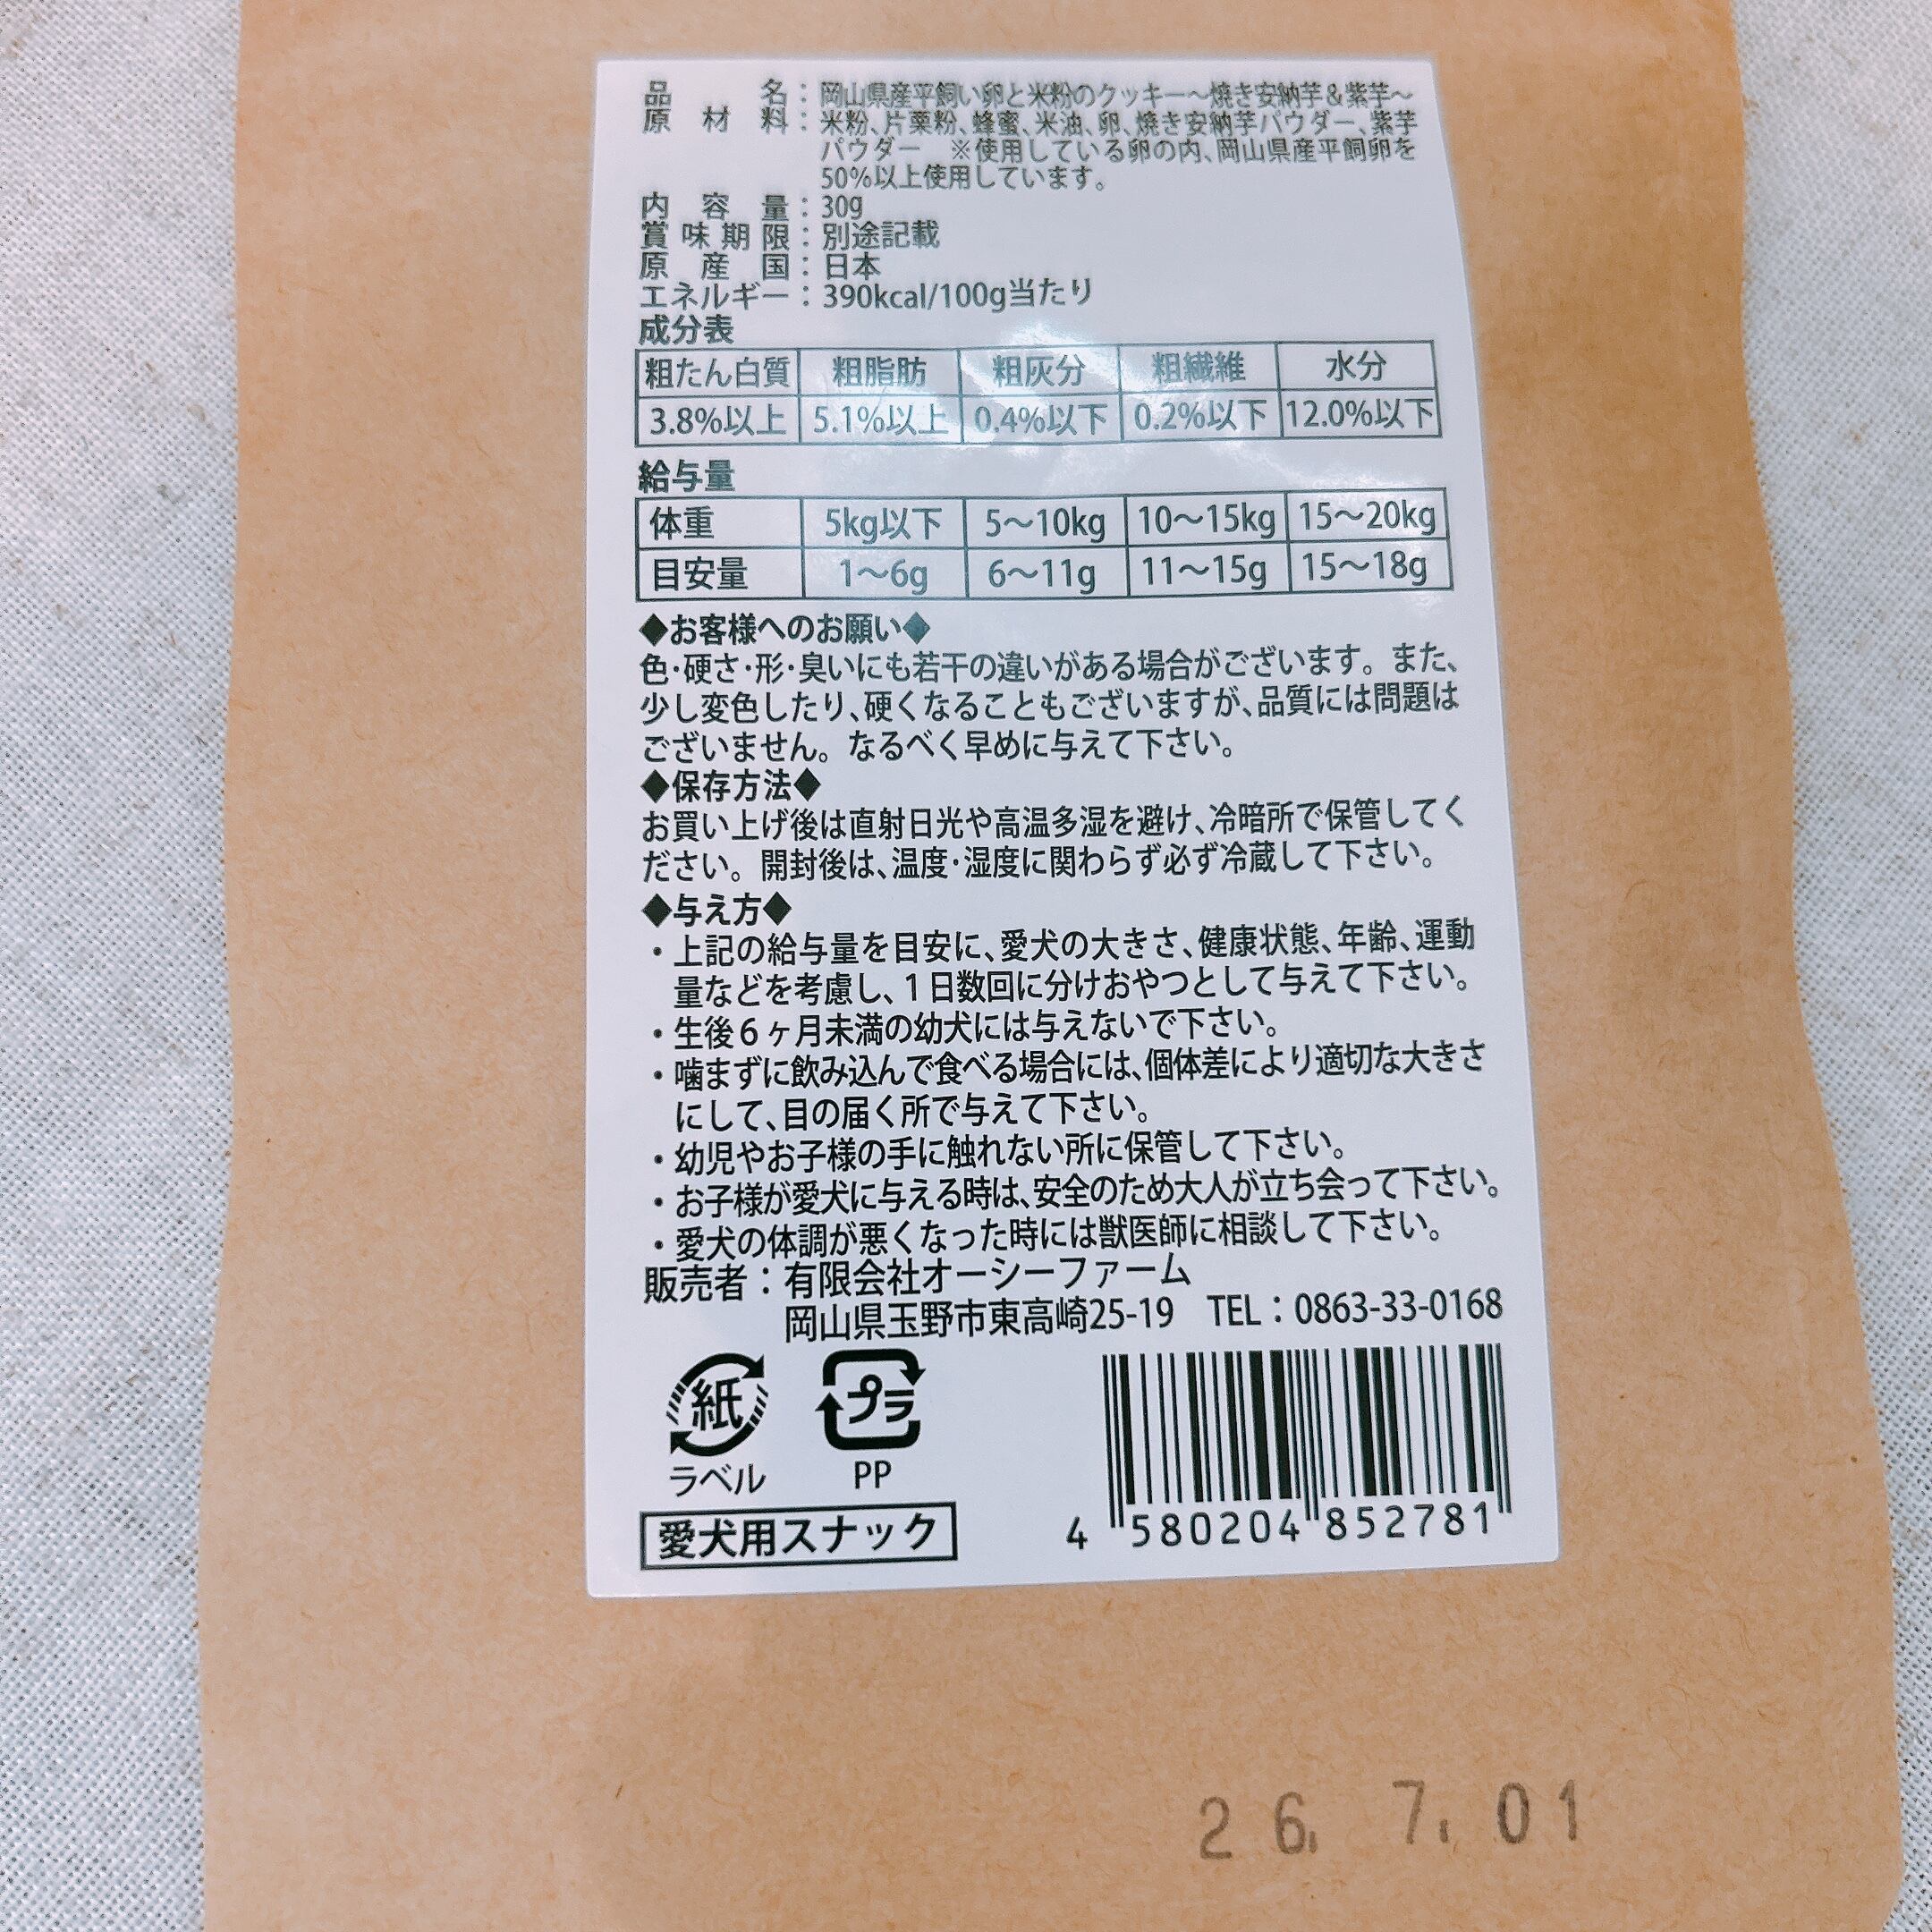 品名：岡山県産平飼い卵と米粉のクッキー～焼き安納芋&紫芋～
原材料：米粉、片栗粉、蜂蜜、米油、卵、焼き安納芋パウダー、紫芋
パウダー　※使用している卵の内、岡山県産平飼卵を
50%以上使用しています。
内容量：30g
賞味期限：別途記載
原産国：日本
エネルギー：390kcal/100g当たり
成分表
粗たん白質 粗脂肪 粗灰分 粗繊維 水分
3.8%以上 5.1%以上 0.4%以下 0.2%以下 12.0%以下
給与量
体重 5kg以下 5～10kg 10～15kg 15～20kg
目安量 1～6g 6～11g 11～15g 15～18g
◆お客様へのお願い◆
色・硬さ・形・臭いにも若干の違いがある場合がございます。また、
少し変色したり、硬くなることもございますが、品質には問題は
ございません。なるべく早めに与えて下さい。
◆保存方法◆
お買い上げ後は直射日光や高温多湿を避け、冷暗所で保管してく
ださい。開封後は、温度・湿度に関わらず必ず冷蔵して下さい。
◆与え方◆
・上記の給与量を目安に、愛犬の大きさ、健康状態、年齢、運動
量などを考慮し、1日数回に分けおやつとして与えて下さい。
・生後6ヶ月未満の幼犬には与えないで下さい。
・噛まずに飲み込んで食べる場合には、個体差により適切な大きさ
にして、目の届く所で与えて下さい。
・幼児やお子様の手に触れない所に保管して下さい。
・お子様が愛犬に与える時は、安全のため大人が立ち会って下さい。
・愛犬の体調が悪くなった時には獣医師に相談して下さい。
販売者：有限会社オーシーファーム
岡山県玉野市東高崎25-19　TEL：0863-33-0168
紙 プラ
ラベル PP
愛犬用スナック
4 580204 852781
26. 7. 01